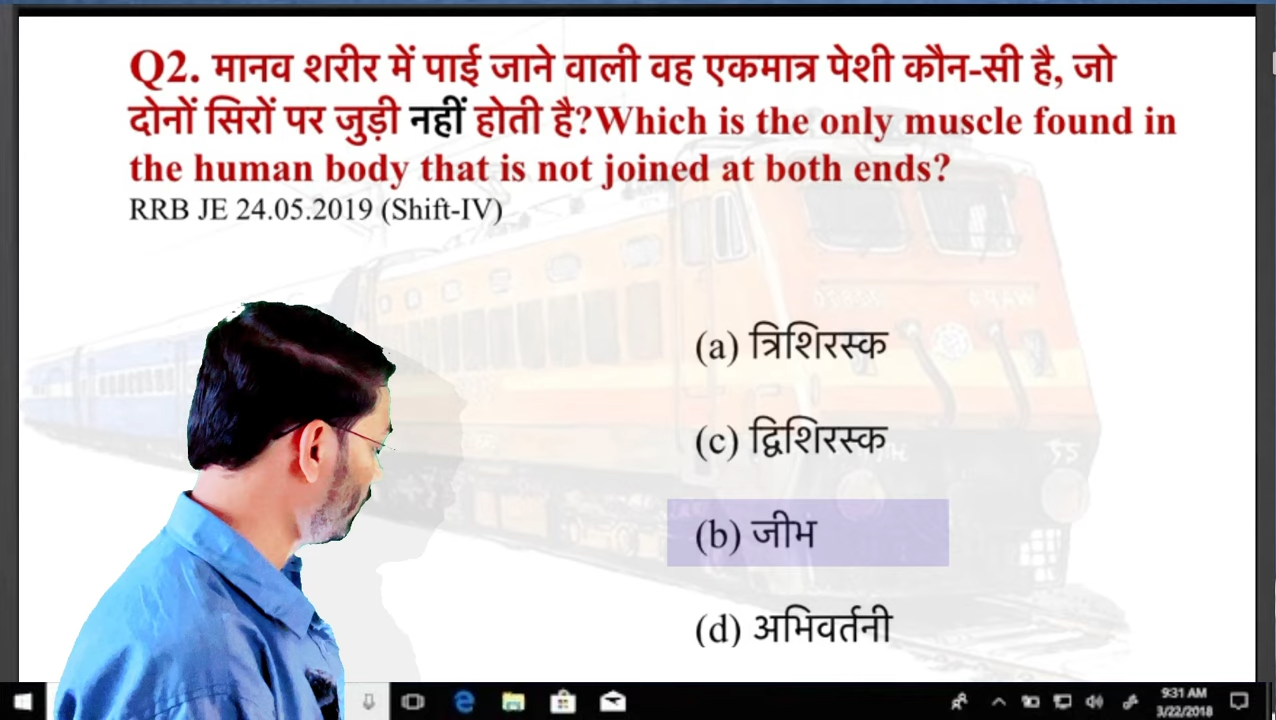 Q2. मानव शरीर में पाई जाने वाली वह एकमात्र पेशी कौन-सी है, जो
दोनों सिरों पर जुड़ी नहीं होती है?Which is the only muscle found in
the human body that is not joined at both ends?
RRB JE 24.05.2019 (Shift-IV)
(a) त्रिशिरस्क
(c) द्विशिरस्क
(b) जीभ
(d) अभिवर्तनी
9:31 AM
3/22/2018